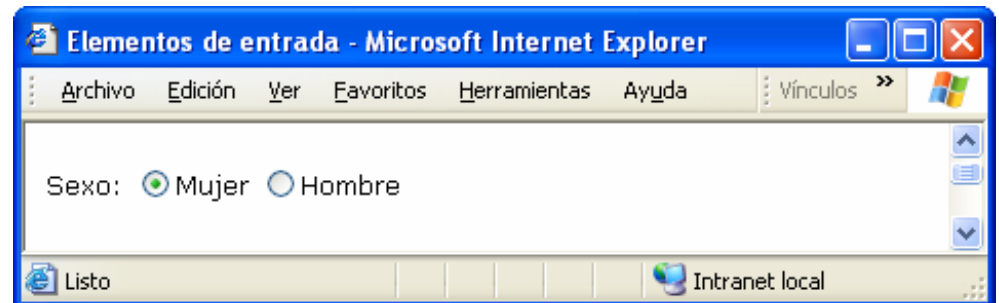 Elementos de entrada - Microsoft Internet Explorer
Archivo Edición Ver Favoritos Herramientas Ayuda Vínculos »
Sexo: Mujer Hombre
Listo Intranet local